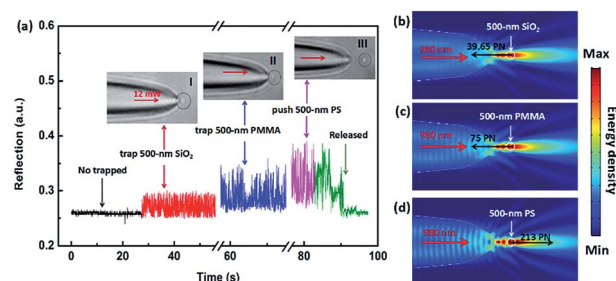 (a)
Reflection (a.u.)
0.6
0.5
0.4
0.3
0.2
I
12 mW
II
III
trap 500-nm SiO₂
trap 500-nm PMMA
push 500-nm PS
No trapped
Released
0 20 40 60 80 100
Time (s)
(b)
500-nm SiO₂
39.65 PN
980 nm
(c)
500-nm PMMA
75 PN
980 nm
(d)
500-nm PS
213 PN
980 nm
Max
Energy density
Min